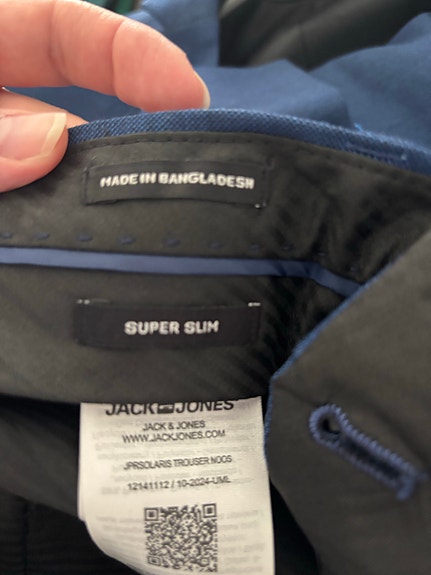 MADE IN BANGLADESH
SUPER SLIM
JACK & JONES
JACK & JONES
WWW.JACKJONES.COM
JPRSOLARIS TROUSER NOOS
12141112 / 10-2024-UML